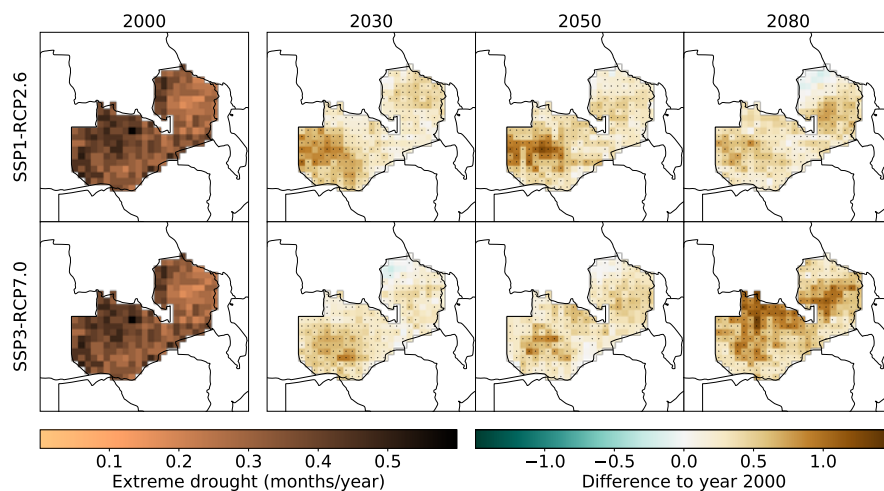 2000 2030 2050 2080
SSP1-RCP2.6
SSP3-RCP7.0
0.1 0.2 0.3 0.4 0.5
Extreme drought (months/year)
−1.0 −0.5 0.0 0.5 1.0
Difference to year 2000